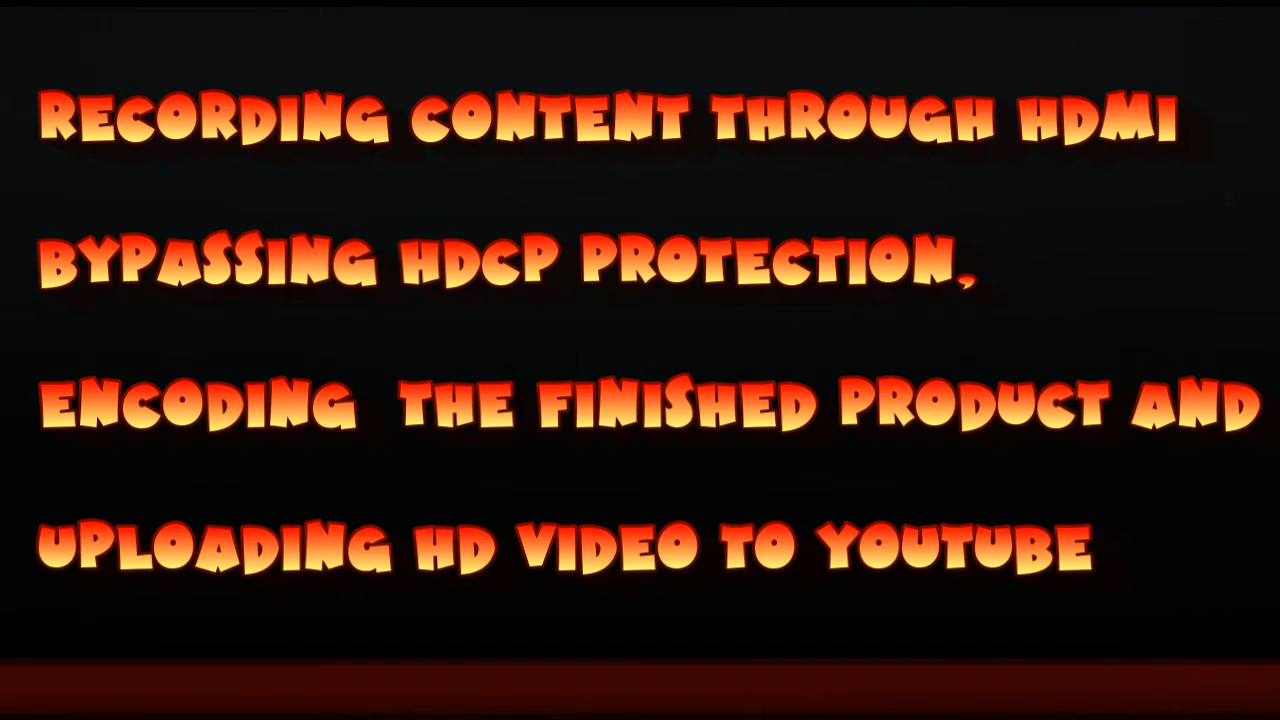 RECORDING CONTENT THROUGH HDMI
BYPASSING HDCP PROTECTION,
ENCODING THE FINISHED PRODUCT AND
UPLOADING HD VIDEO TO YOUTUBE